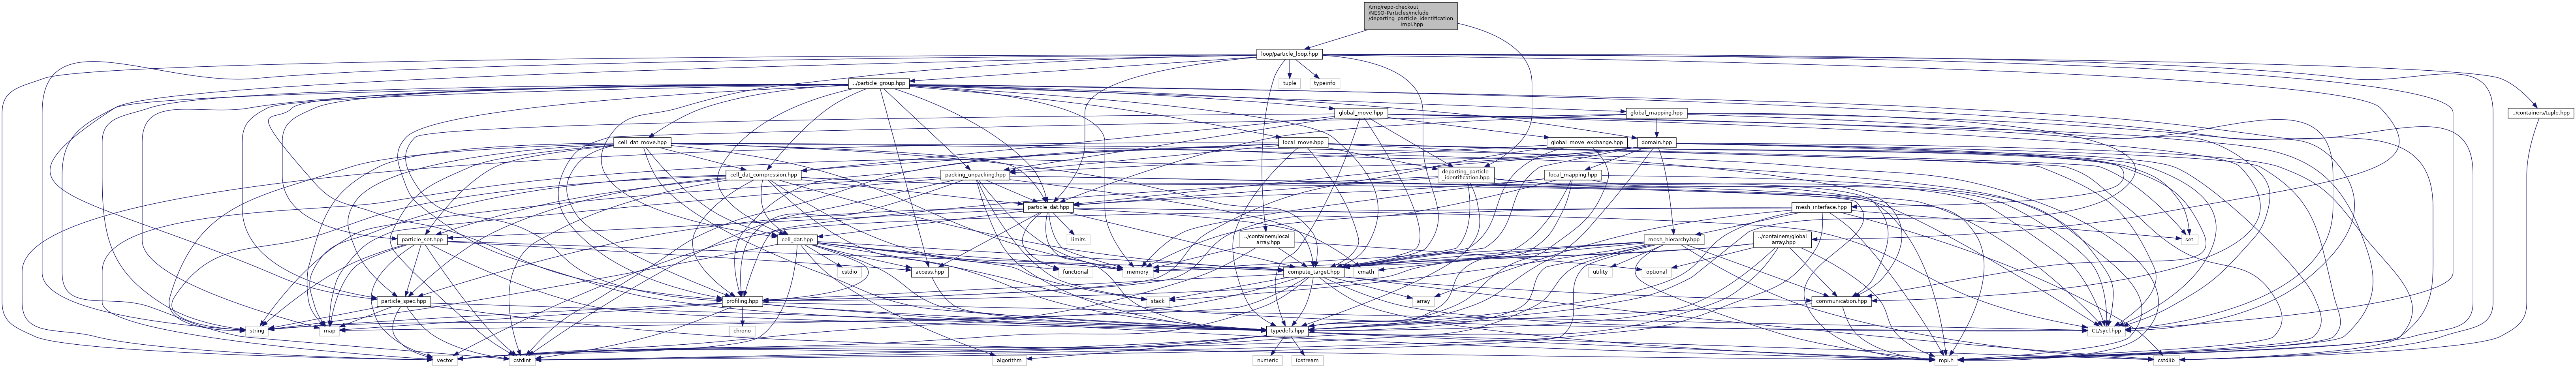 /tmp/repo-checkout
/NESO-Particles/include
/departing_particle_identification
_impl.hpp
loop/particle_loop.hpp
../particle_group.hpp
tuple
typeinfo
global_move.hpp
global_mapping.hpp
../containers/tuple.hpp
cell_dat_move.hpp
local_move.hpp
global_move_exchange.hpp
domain.hpp
cell_dat_compression.hpp
packing_unpacking.hpp
departing_particle
_identification.hpp
local_mapping.hpp
particle_dat.hpp
mesh_interface.hpp
particle_set.hpp
cell_dat.hpp
limits
../containers/local
_array.hpp
mesh_hierarchy.hpp
../containers/global
_array.hpp
set
cstdio
access.hpp
functional
memory
compute_target.hpp
cmath
utility
optional
particle_spec.hpp
profiling.hpp
stack
array
communication.hpp
string
map
chrono
typedefs.hpp
CL/sycl.hpp
vector
cstdint
algorithm
numeric
iostream
mpi.h
cstdlib